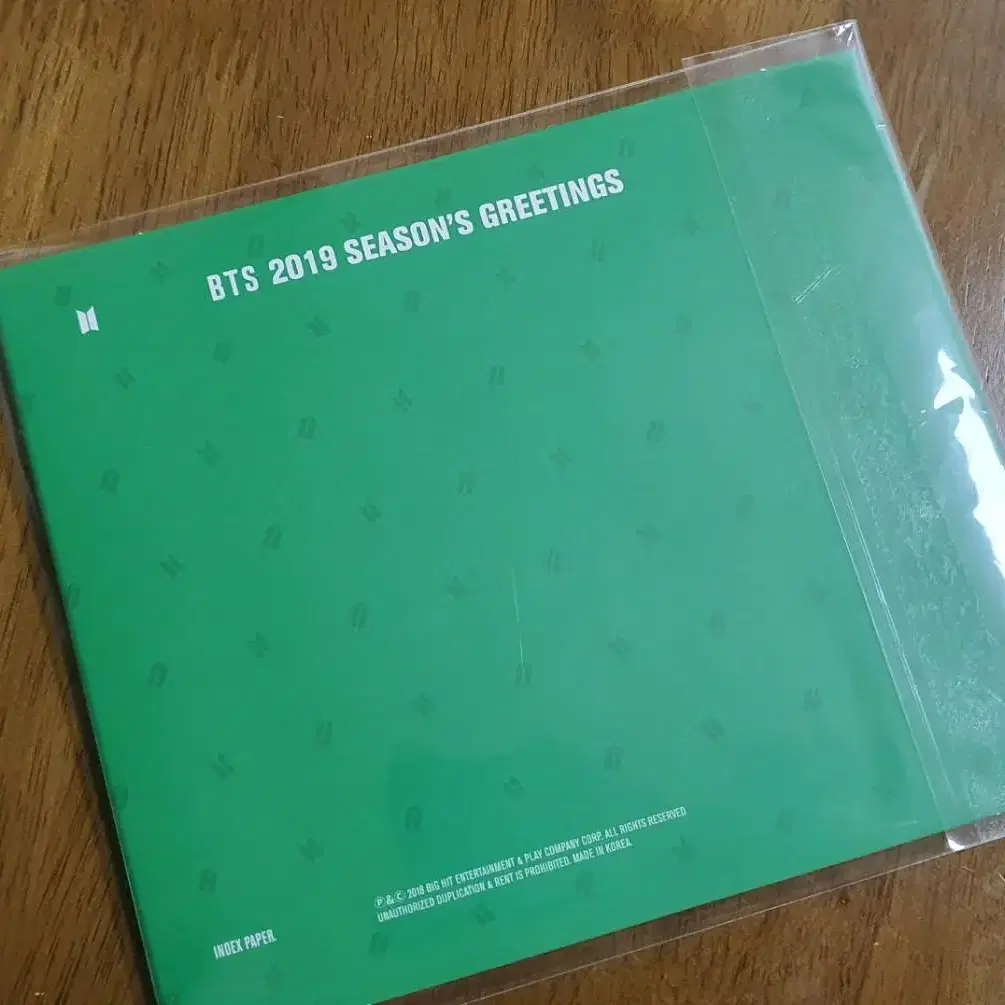 BTS 2019 SEASON'S GREETINGS
Ⓟ & Ⓒ 2018 BIG HIT ENTERTAINMENT & PLAY COMPANY CORP. ALL RIGHTS RESERVED
UNAUTHORIZED DUPLICATION & RENT IS PROHIBITED. MADE IN KOREA.
INDEX PAPER.